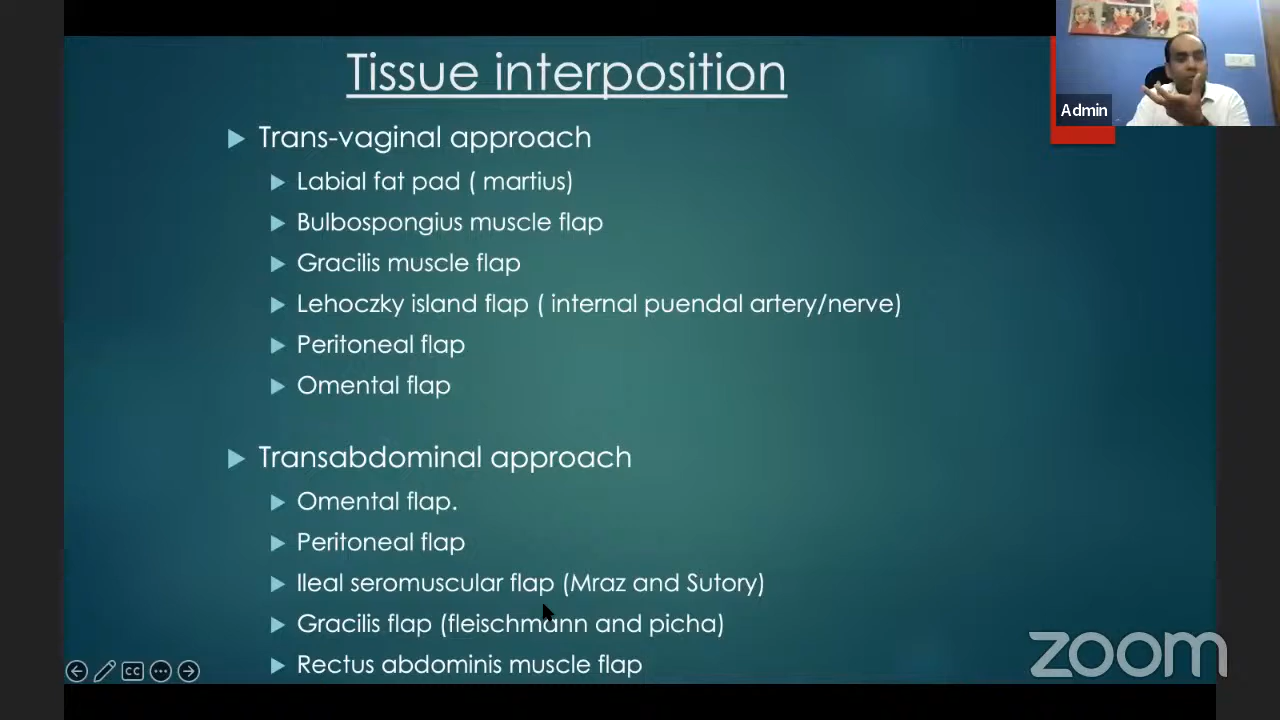 Tissue interposition
Admin
Trans-vaginal approach
Labial fat pad ( martius)
Bulbospongius muscle flap
Gracilis muscle flap
Lehoczky island flap ( internal puendal artery/nerve)
Peritoneal flap
Omental flap
Transabdominal approach
Omental flap.
Peritoneal flap
Ileal seromuscular flap (Mraz and Sutory)
Gracilis flap (fleischmann and picha)
Rectus abdominis muscle flap
CC
zoom